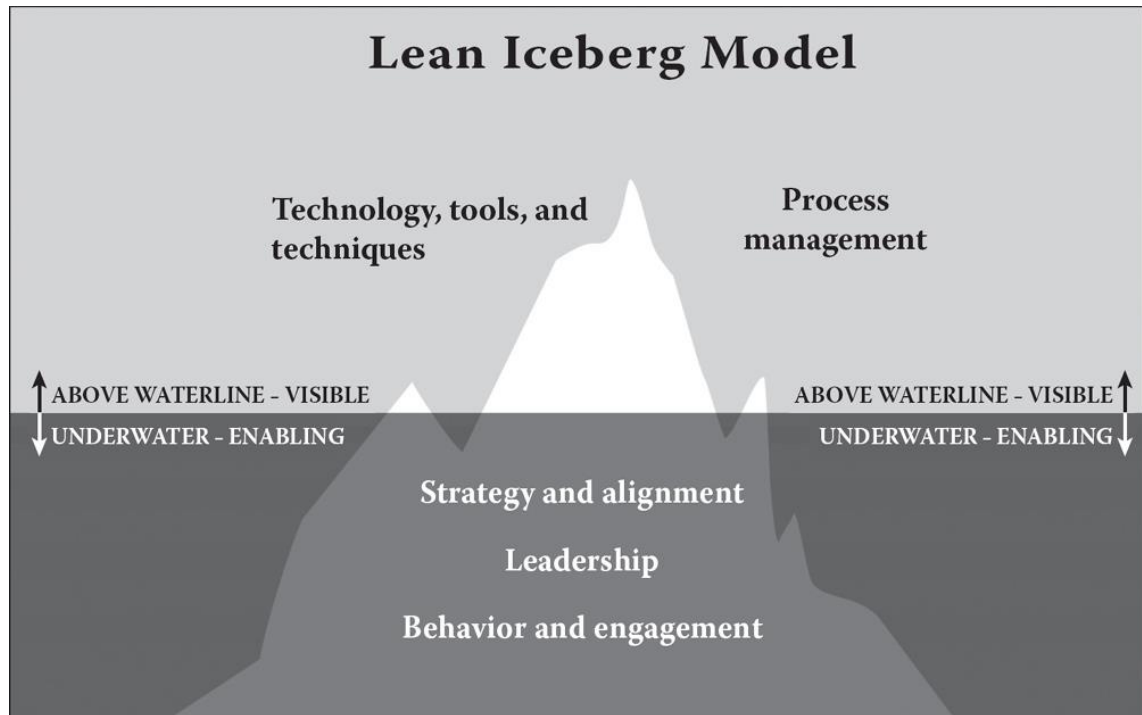 Lean Iceberg Model
Technology, tools, and
techniques
Process
management
ABOVE WATERLINE – VISIBLE
ABOVE WATERLINE – VISIBLE
UNDERWATER – ENABLING
UNDERWATER – ENABLING
Strategy and alignment
Leadership
Behavior and engagement